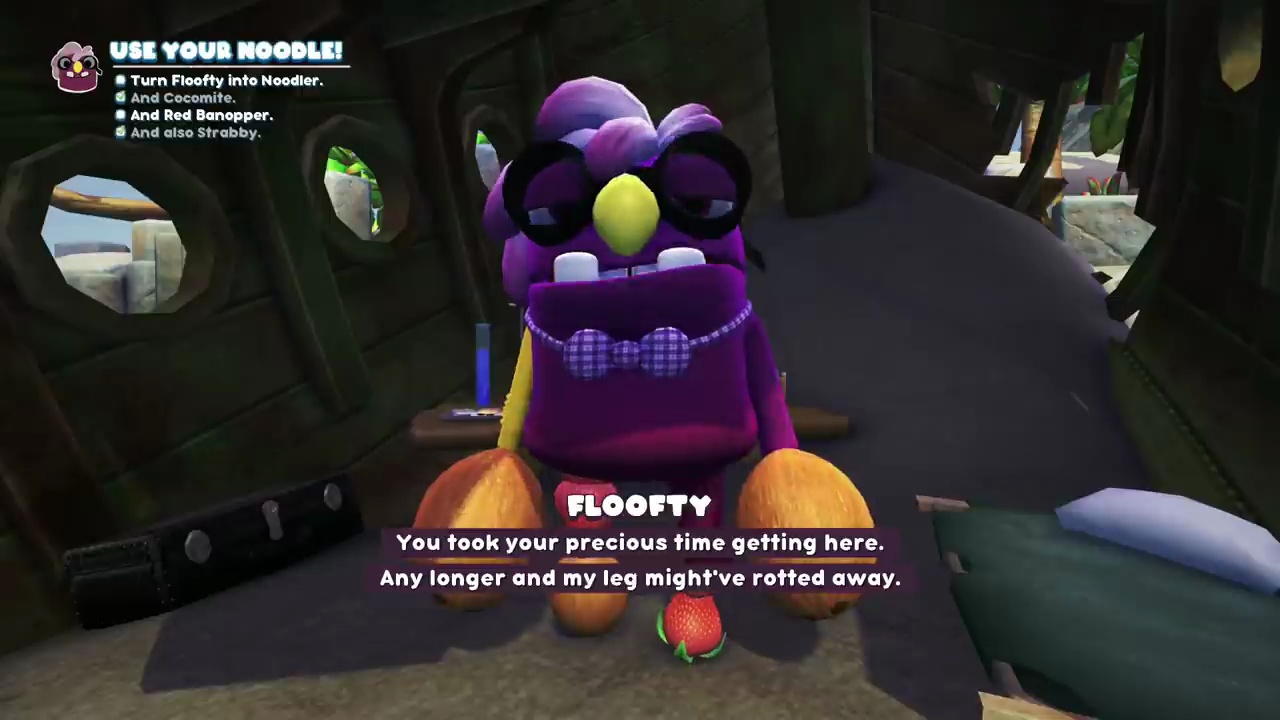 USE YOUR NOODLE!
Turn Floofty into Noodler.
And Cocomite.
And Red Banopper.
And also Strabby.
FLOOFTY
You took your precious time getting here.
Any longer and my leg might've rotted away.